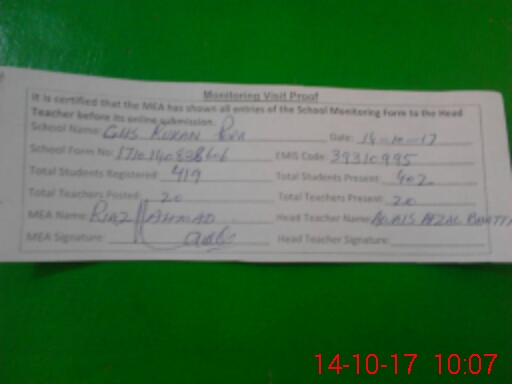 Monitoring Visit Proof
It is certified that the MEA has shown all entries of the School Monitoring Form to the Head
Teacher before its online submission.
School Name: GHS Date: 14-10-17
School Form No: EMIS Code: 39310995
Total Students Registered: 419 Total Students Present: 402
Total Teachers Posted: 20 Total Teachers Present: 20
MEA Name: Riaz Ahmad Head Teacher Name: Afzal Bhatti
MEA Signature: Head Teacher Signature:
14-10-17 10:07